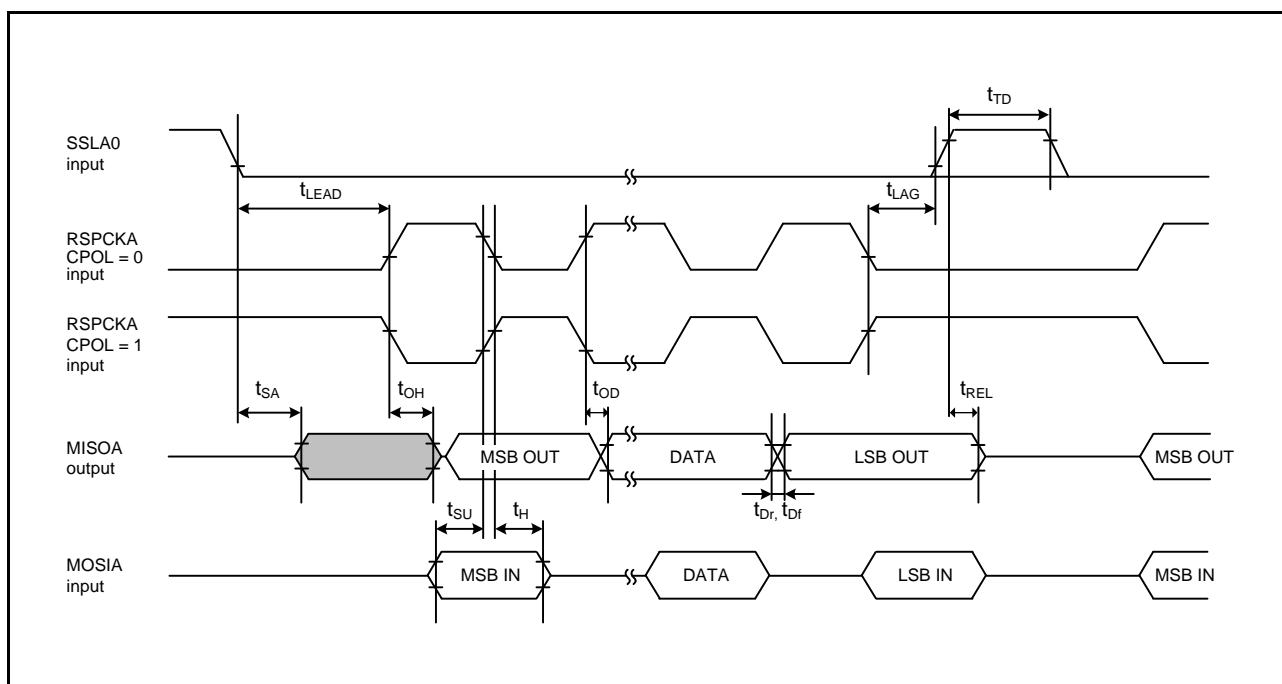 tTD
SSLA0
input
tLEAD
tLAG
RSPCKA
CPOL = 0
input
RSPCKA
CPOL = 1
input
tSA
tOH
tOD
tREL
MISOA
output
MSB OUT
DATA
LSB OUT
MSB OUT
tSU
tH
tDr, tDf
MOSIA
input
MSB IN
DATA
LSB IN
MSB IN